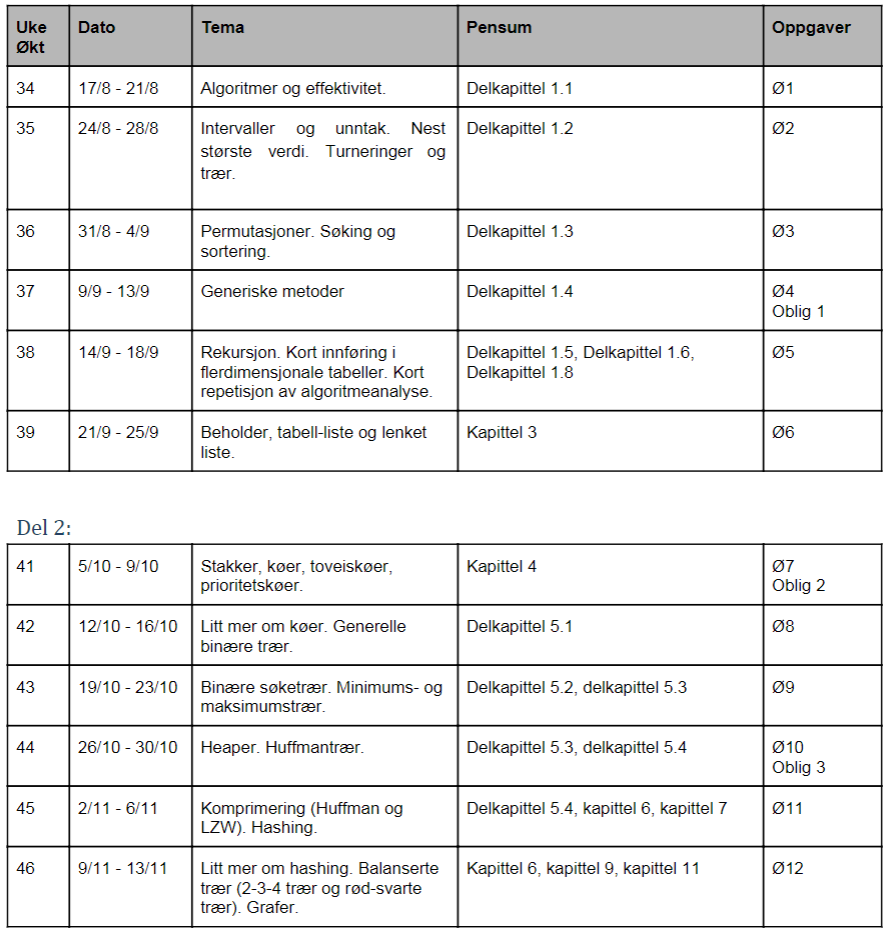 Uke Dato Tema Pensum Oppgaver
Økt
34 17/8 - 21/8 Algoritmer og effektivitet. Delkapittel 1.1 Ø1
35 24/8 - 28/8 Intervaller og unntak. Nest Delkapittel 1.2 Ø2
største verdi. Turneringer og
trær.
36 31/8 - 4/9 Permutasjoner. Søking og Delkapittel 1.3 Ø3
sortering.
37 9/9 - 13/9 Generiske metoder Delkapittel 1.4 Ø4
Oblig 1
38 14/9 - 18/9 Rekursjon. Kort innføring i Delkapittel 1.5, Delkapittel 1.6, Ø5
flerdimensjonale tabeller. Kort Delkapittel 1.8
repetisjon av algoritmeanalyse.
39 21/9 - 25/9 Beholder, tabell-liste og lenket Kapittel 3 Ø6
liste.
Del 2:
41 5/10 - 9/10 Stakker, køer, toveiskøer, Kapittel 4 Ø7
prioritetskøer. Oblig 2
42 12/10 - 16/10 Litt mer om køer. Generelle Delkapittel 5.1 Ø8
binære trær.
43 19/10 - 23/10 Binære søketrær. Minimums- og Delkapittel 5.2, delkapittel 5.3 Ø9
maksimumstrær.
44 26/10 - 30/10 Heaper. Huffmantrær. Delkapittel 5.3, delkapittel 5.4 Ø10
Oblig 3
45 2/11 - 6/11 Komprimering (Huffman og Delkapittel 5.4, kapittel 6, kapittel 7 Ø11
LZW). Hashing.
46 9/11 - 13/11 Litt mer om hashing. Balanserte Kapittel 6, kapittel 9, kapittel 11 Ø12
trær (2-3-4 trær og rød-svarte
trær). Grafer.